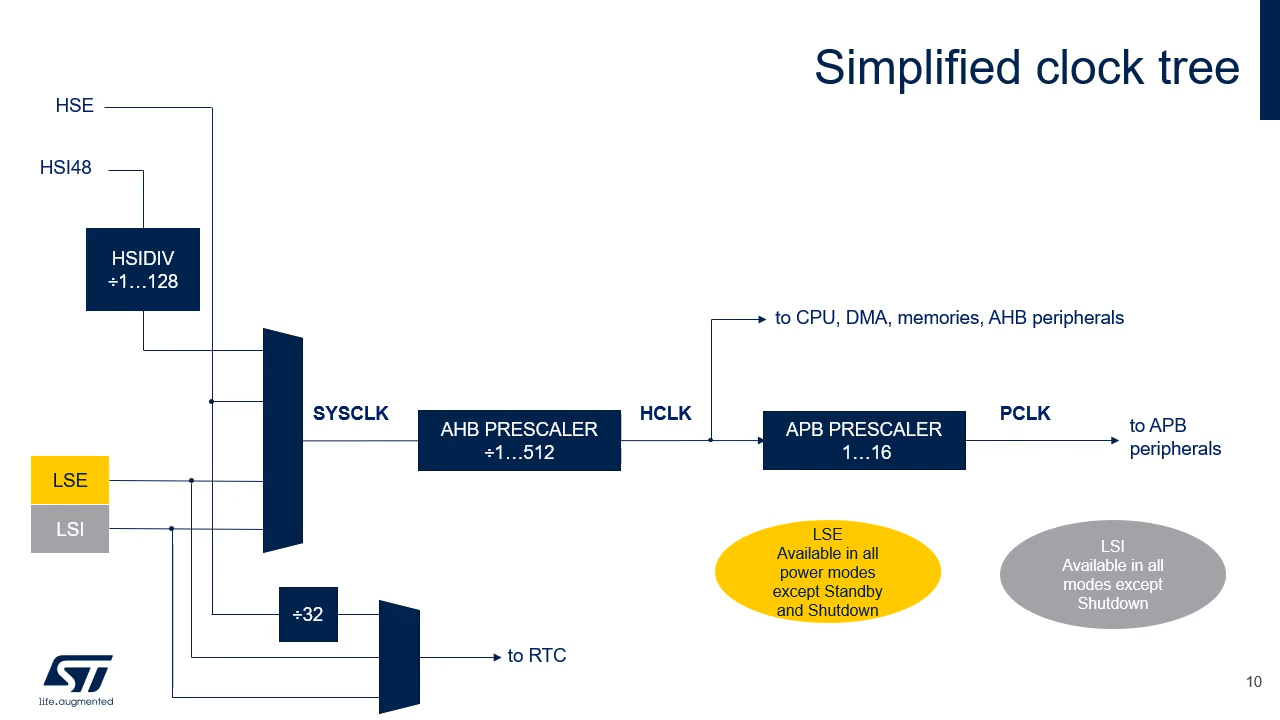 Simplified clock tree
HSE
HSI48
HSIDIV
÷1…128
to CPU, DMA, memories, AHB peripherals
SYSCLK
AHB PRESCALER
÷1…512
HCLK
APB PRESCALER
1…16
PCLK
to APB
peripherals
LSE
LSI
LSE
Available in all
power modes
except Standby
and Shutdown
LSI
Available in all
modes except
Shutdown
÷32
to RTC
ST
life.augmented
10